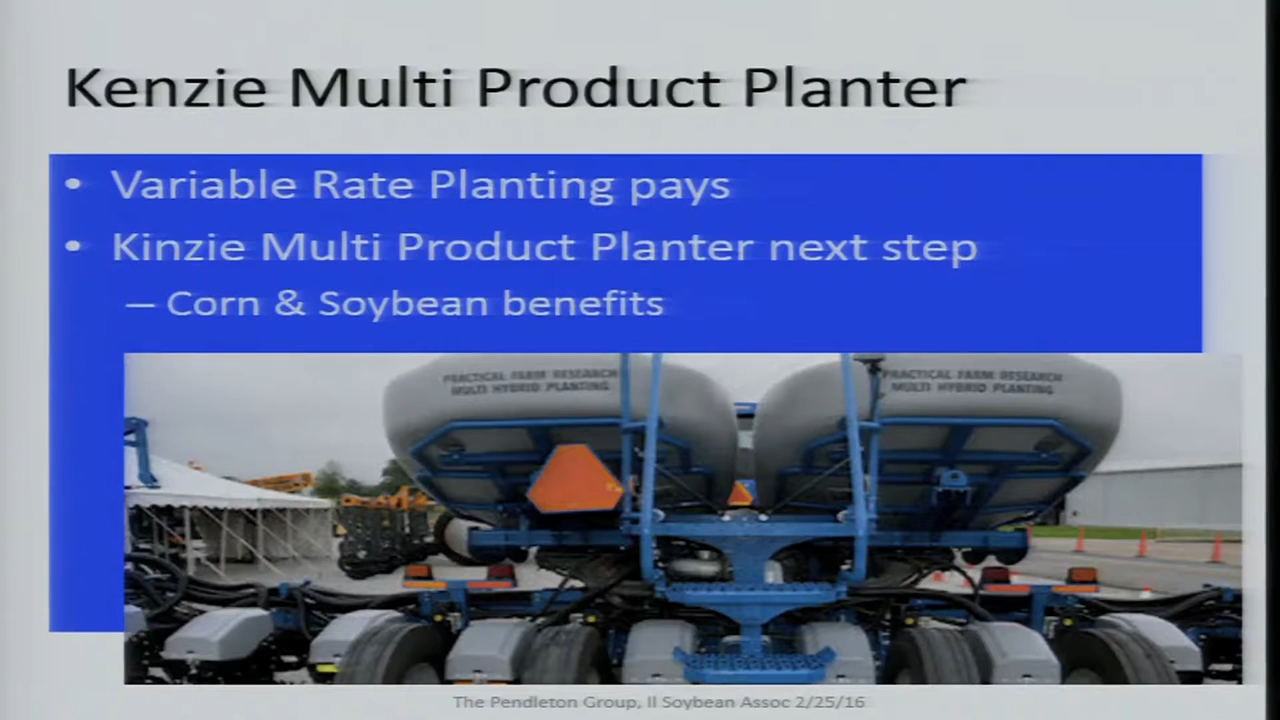 Kenzie Multi Product Planter
• Variable Rate Planting pays
• Kinzie Multi Product Planter next step
– Corn & Soybean benefits
PRACTICAL FARM RESEARCH
MULTI HYBRID PLANTING
PRACTICAL FARM RESEARCH
MULTI HYBRID PLANTING
The Pendleton Group, Il Soybean Assoc 2/25/16